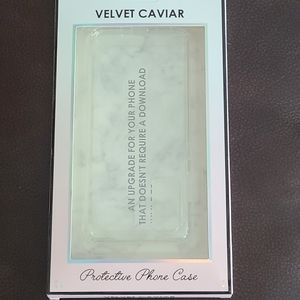 VELVET CAVIAR
AN UPGRADE FOR YOUR PHONE
THAT DOESN'T REQUIRE A DOWNLOAD
Protective Phone Case